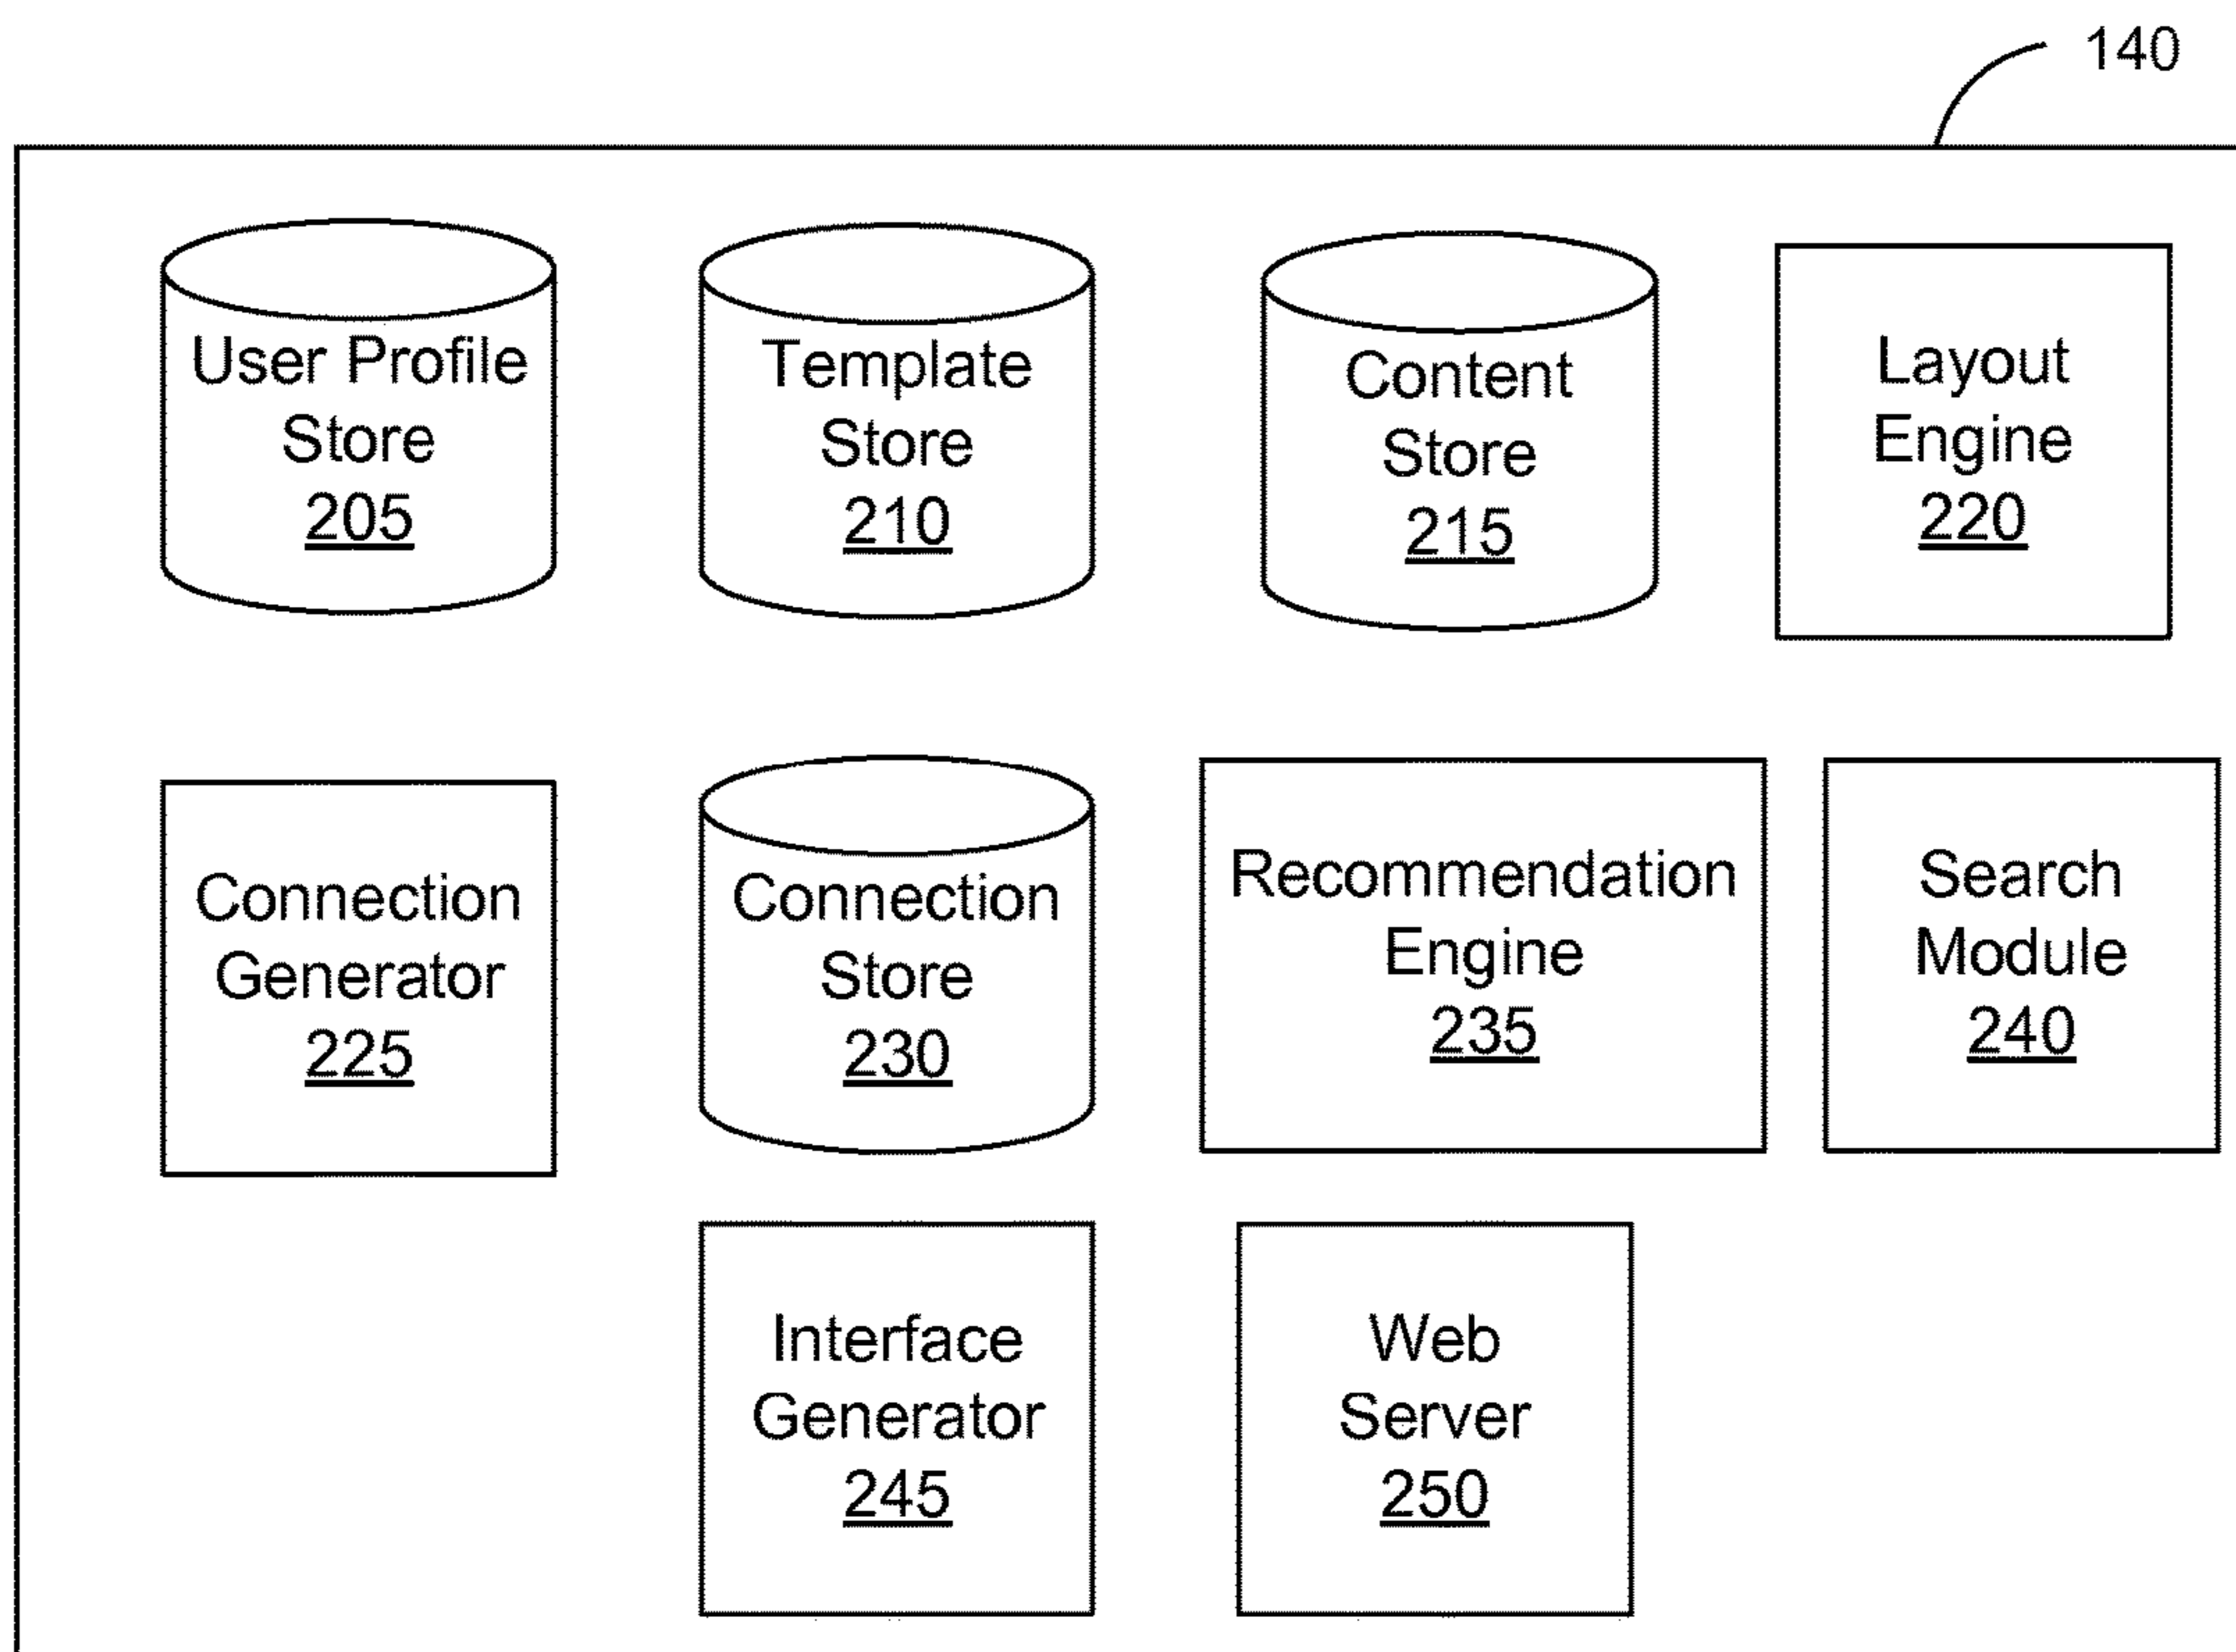 140
User Profile
Store
205
Template
Store
210
Content
Store
215
Layout
Engine
220
Connection
Generator
225
Connection
Store
230
Recommendation
Engine
235
Search
Module
240
Interface
Generator
245
Web
Server
250